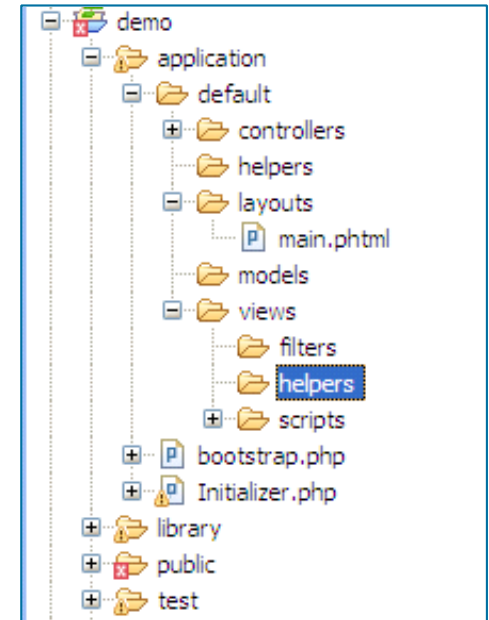 demo
application
default
controllers
helpers
layouts
main.phtml
models
views
filters
helpers
scripts
bootstrap.php
Initializer.php
library
public
test